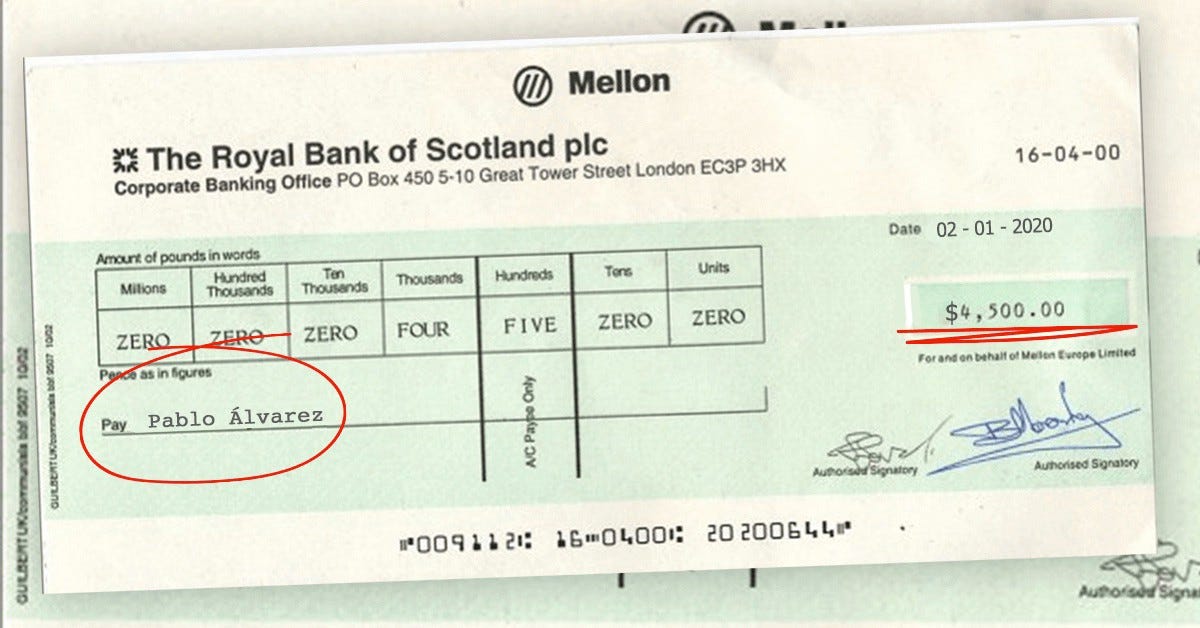 Mellon
The Royal Bank of Scotland plc
Corporate Banking Office PO Box 450 5-10 Great Tower Street London EC3P 3HX
16-04-00
Date 02 - 01 - 2020
Amount of pounds in words
Millions Hundred Thousands Ten Thousands Thousands Hundreds Tens Units
ZERO ZERO ZERO FOUR FIVE ZERO ZERO
$4,500.00
For and on behalf of Mellon Europe Limited
Pence as in figures
Pay Pablo Álvarez
A/C Payee Only
Authorised Signatory
Authorised Signatory
⑈009112⑆ 16⑉0400⑆ 20200644⑈
Authorised